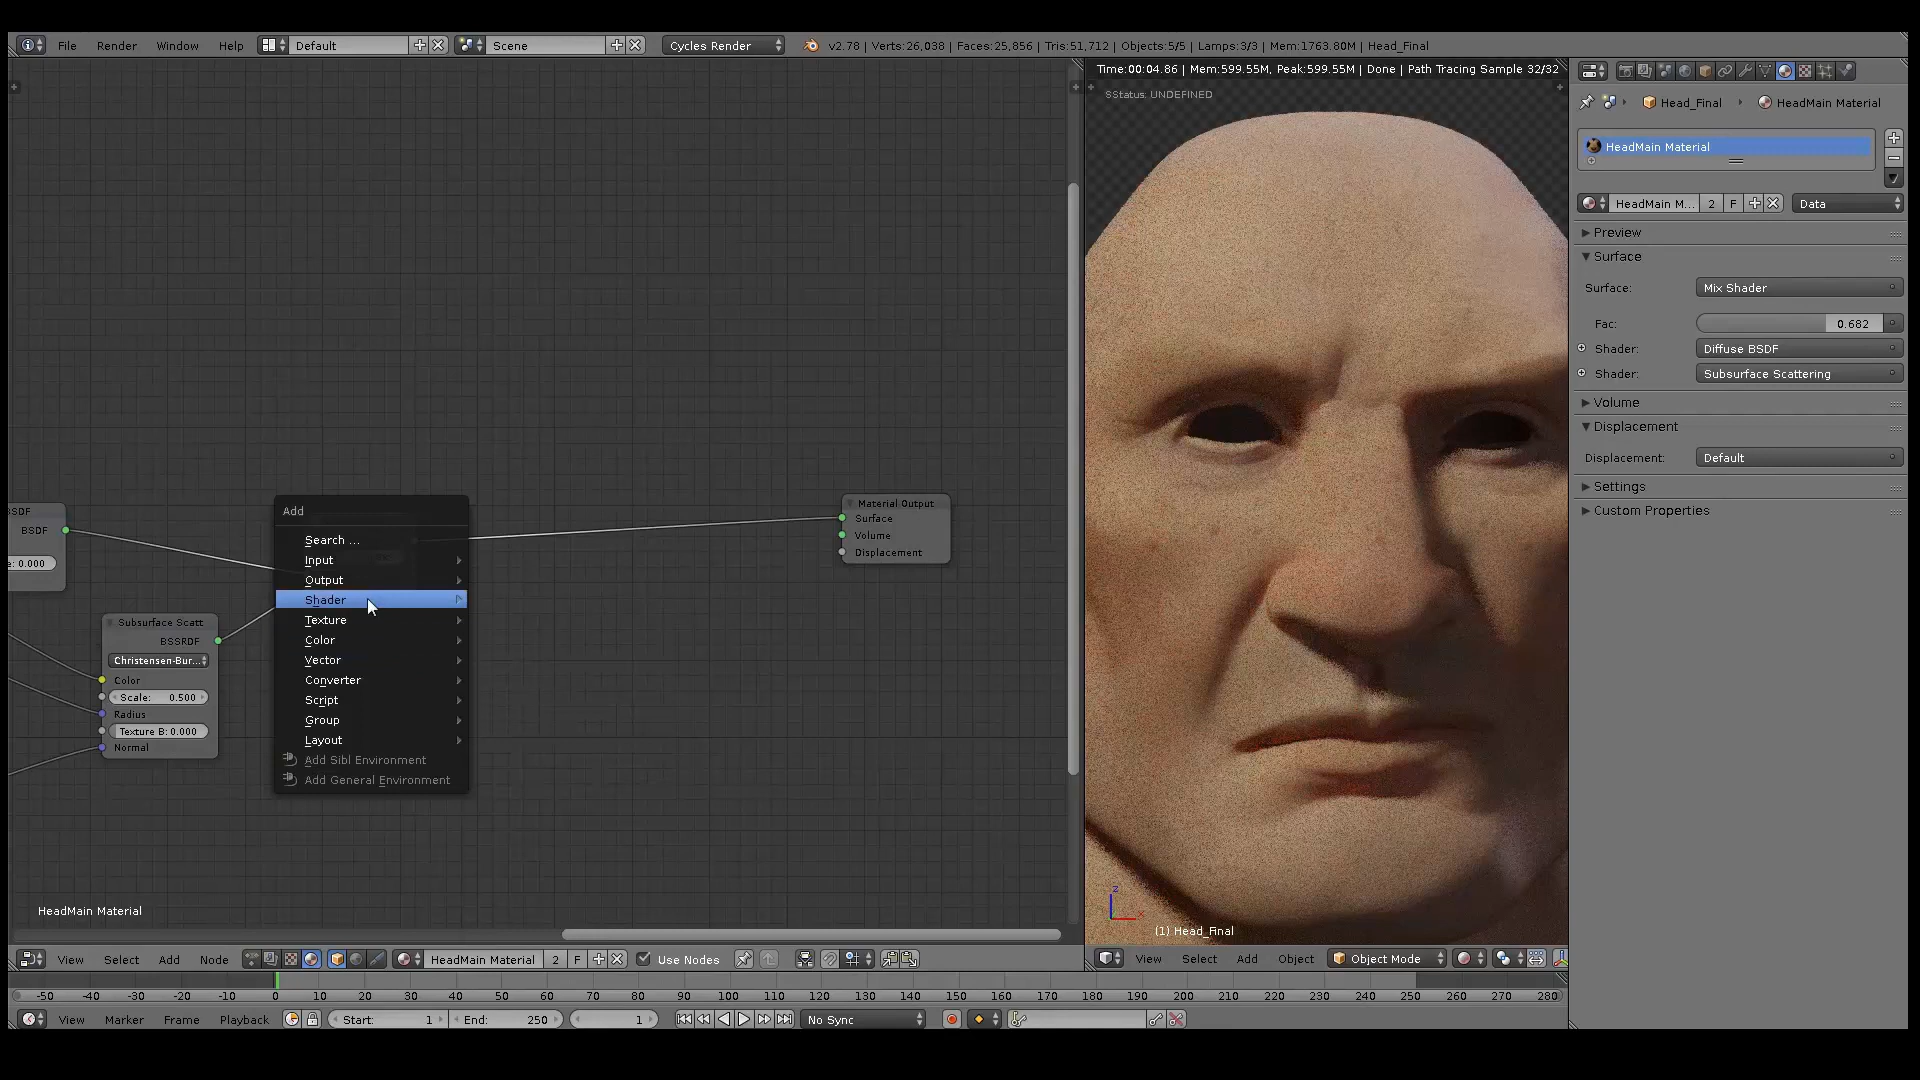 File Render Window Help Default Scene Cycles Render v2.78 | Verts:26,038 | Faces:25,856 | Tris:51,712 | Objects:5/5 | Lamps:3/3 | Mem:1763.80M | Head_Final
Time:00:04.86 | Mem:599.55M, Peak:599.55M | Done | Path Tracing Sample 32/32
SStatus: UNDEFINED
Head_Final HeadMain Material
HeadMain Material
HeadMain M... 2 F Data
Preview
Surface
Surface: Mix Shader
Fac: 0.682
Shader: Diffuse BSDF
Shader: Subsurface Scattering
Volume
Displacement
Displacement: Default
Settings
Custom Properties
BSDF
e: 0.000
Subsurface Scatt
BSSRDF
Christensen-Bur...
Color
Scale: 0.500
Radius
Texture B: 0.000
Normal
Add
Search ...
Input
Output
Shader
Texture
Color
Vector
Converter
Script
Group
Layout
Add Sibl Environment
Add General Environment
Material Output
Surface
Volume
Displacement
HeadMain Material
z
x
(1) Head_Final
View Select Add Node HeadMain Material 2 F Use Nodes
View Select Add Object Object Mode
-50 -40 -30 -20 -10 0 10 20 30 40 50 60 70 80 90 100 110 120 130 140 150 160 170 180 190 200 210 220 230 240 250 260 270 280
View Marker Frame Playback Start: 1 End: 250 1 No Sync